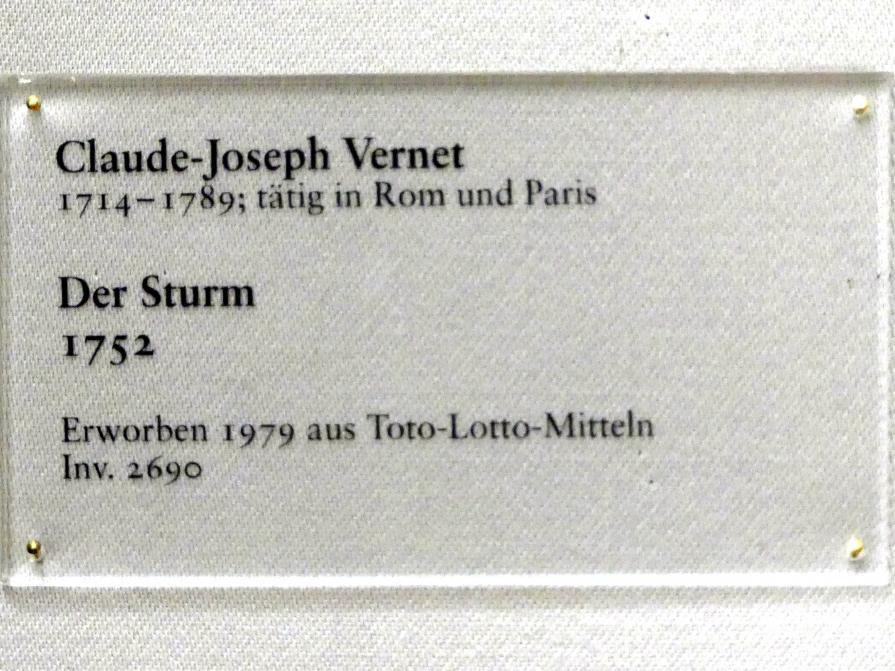 Claude-Joseph Vernet
1714–1789; tätig in Rom und Paris
Der Sturm
1752
Erworben 1979 aus Toto-Lotto-Mitteln
Inv. 2690